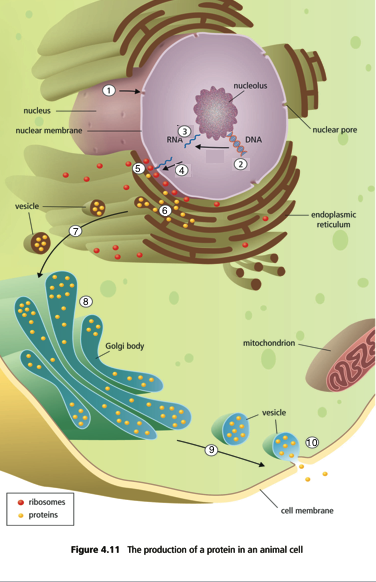 nucleolus
1
nucleus
3
nuclear membrane
RNA
DNA
nuclear pore
2
5
4
vesicle
6
endoplasmic
reticulum
7
8
Golgi body
mitochondrion
vesicle
9
10
ribosomes
proteins
cell membrane
Figure 4.11 The production of a protein in an animal cell